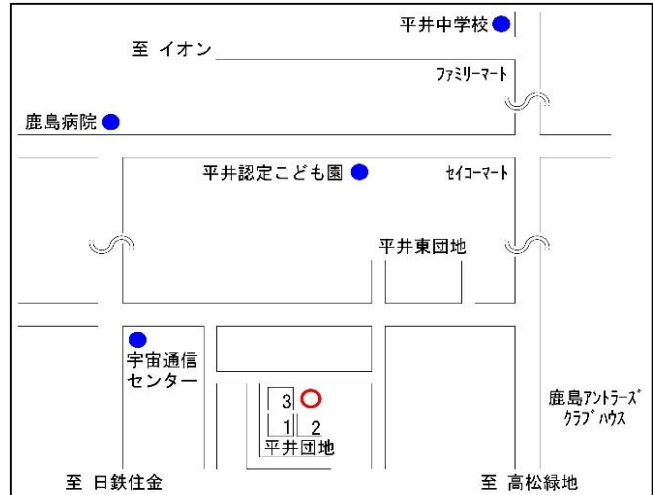 平井中学校
至 イオン
ﾌｧﾐﾘｰﾏｰﾄ
鹿島病院
平井認定こども園
ｾｲｺｰﾏｰﾄ
平井東団地
宇宙通信
センター
3
1 2
平井団地
鹿島ｱﾝﾄﾗｰｽﾞ
ｸﾗﾌﾞﾊｳｽ
至 日鉄住金
至 高松緑地